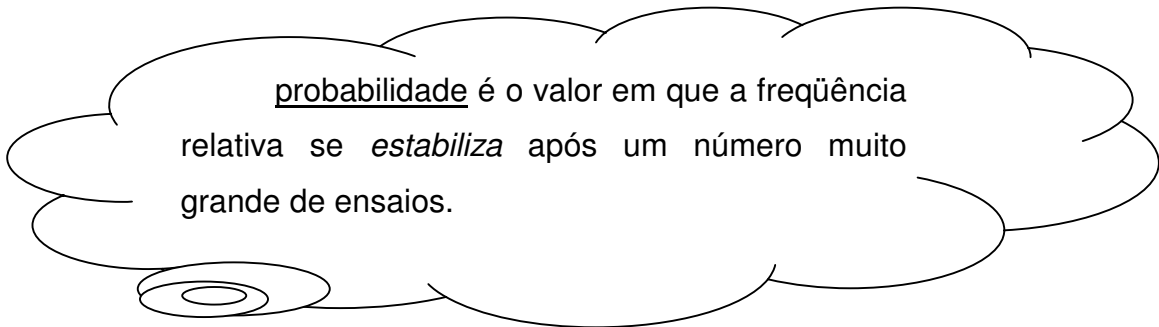 probabilidade é o valor em que a freqüência
relativa se estabiliza após um número muito
grande de ensaios.